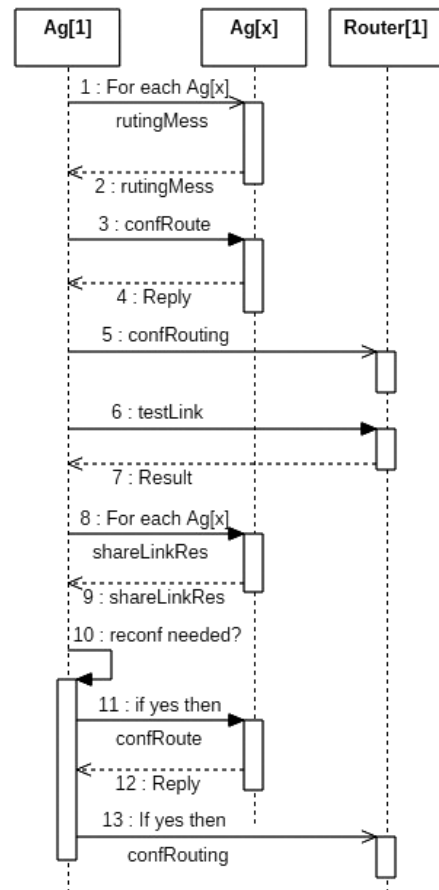 Ag[1] Ag[x] Router[1]
1 : For each Ag[x]
rutingMess
2 : rutingMess
3 : confRoute
4 : Reply
5 : confRouting
6 : testLink
7 : Result
8 : For each Ag[x]
shareLinkRes
9 : shareLinkRes
10 : reconf needed?
11 : if yes then
confRoute
12 : Reply
13 : If yes then
confRouting